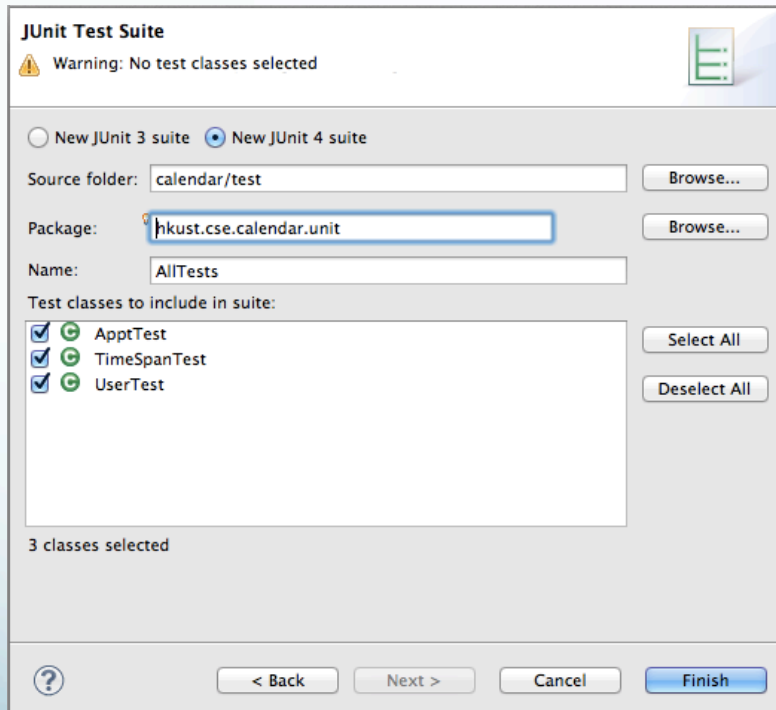 JUnit Test Suite
Warning: No test classes selected
New JUnit 3 suite New JUnit 4 suite
Source folder: calendar/test Browse...
Package: hkust.cse.calendar.unit Browse...
Name: AllTests
Test classes to include in suite:
C ApptTest Select All
C TimeSpanTest
C UserTest Deselect All
3 classes selected
? < Back Next > Cancel Finish